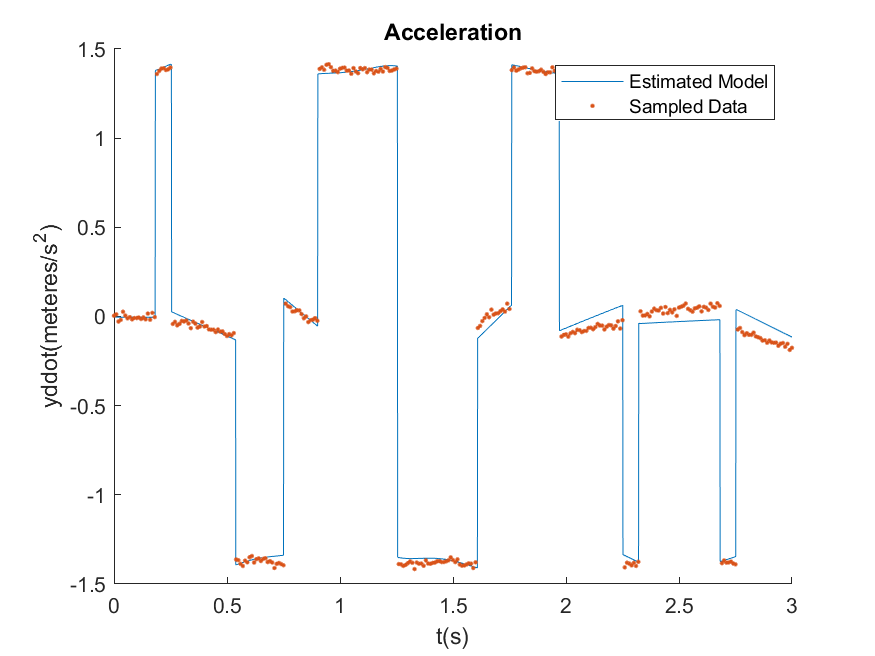 Acceleration
Estimated Model
Sampled Data
yddot(meteres/s^2)
1.5
1
0.5
0
-0.5
-1
-1.5
0
0.5
1
1.5
2
2.5
3
t(s)